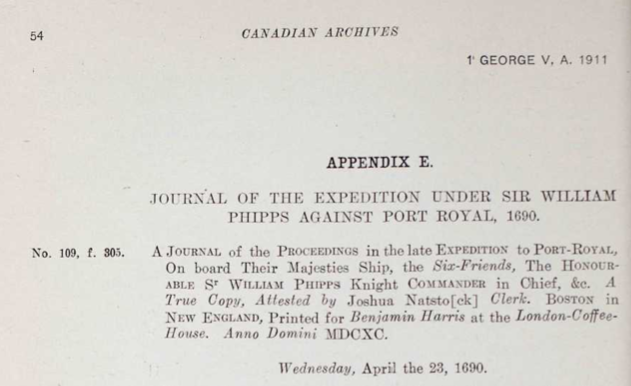 54
CANADIAN ARCHIVES
1 GEORGE V, A. 1911
APPENDIX E.
JOURNAL OF THE EXPEDITION UNDER SIR WILLIAM
PHIPPS AGAINST PORT ROYAL, 1690.
No. 109, f. 305. A JOURNAL of the PROCEEDINGS in the late EXPEDITION to PORT-ROYAL,
On board Their Majesties Ship, the Six-Friends, The HONOUR-
ABLE Sr WILLIAM PHIPPS Knight COMMANDER in Chief, &c. A
True Copy, Attested by Joshua Natsto[ck] Clerk. BOSTON in
NEW ENGLAND, Printed for Benjamin Harris at the London-Coffee-
House. Anno Domini MDCXC.
Wednesday, April the 23, 1690.